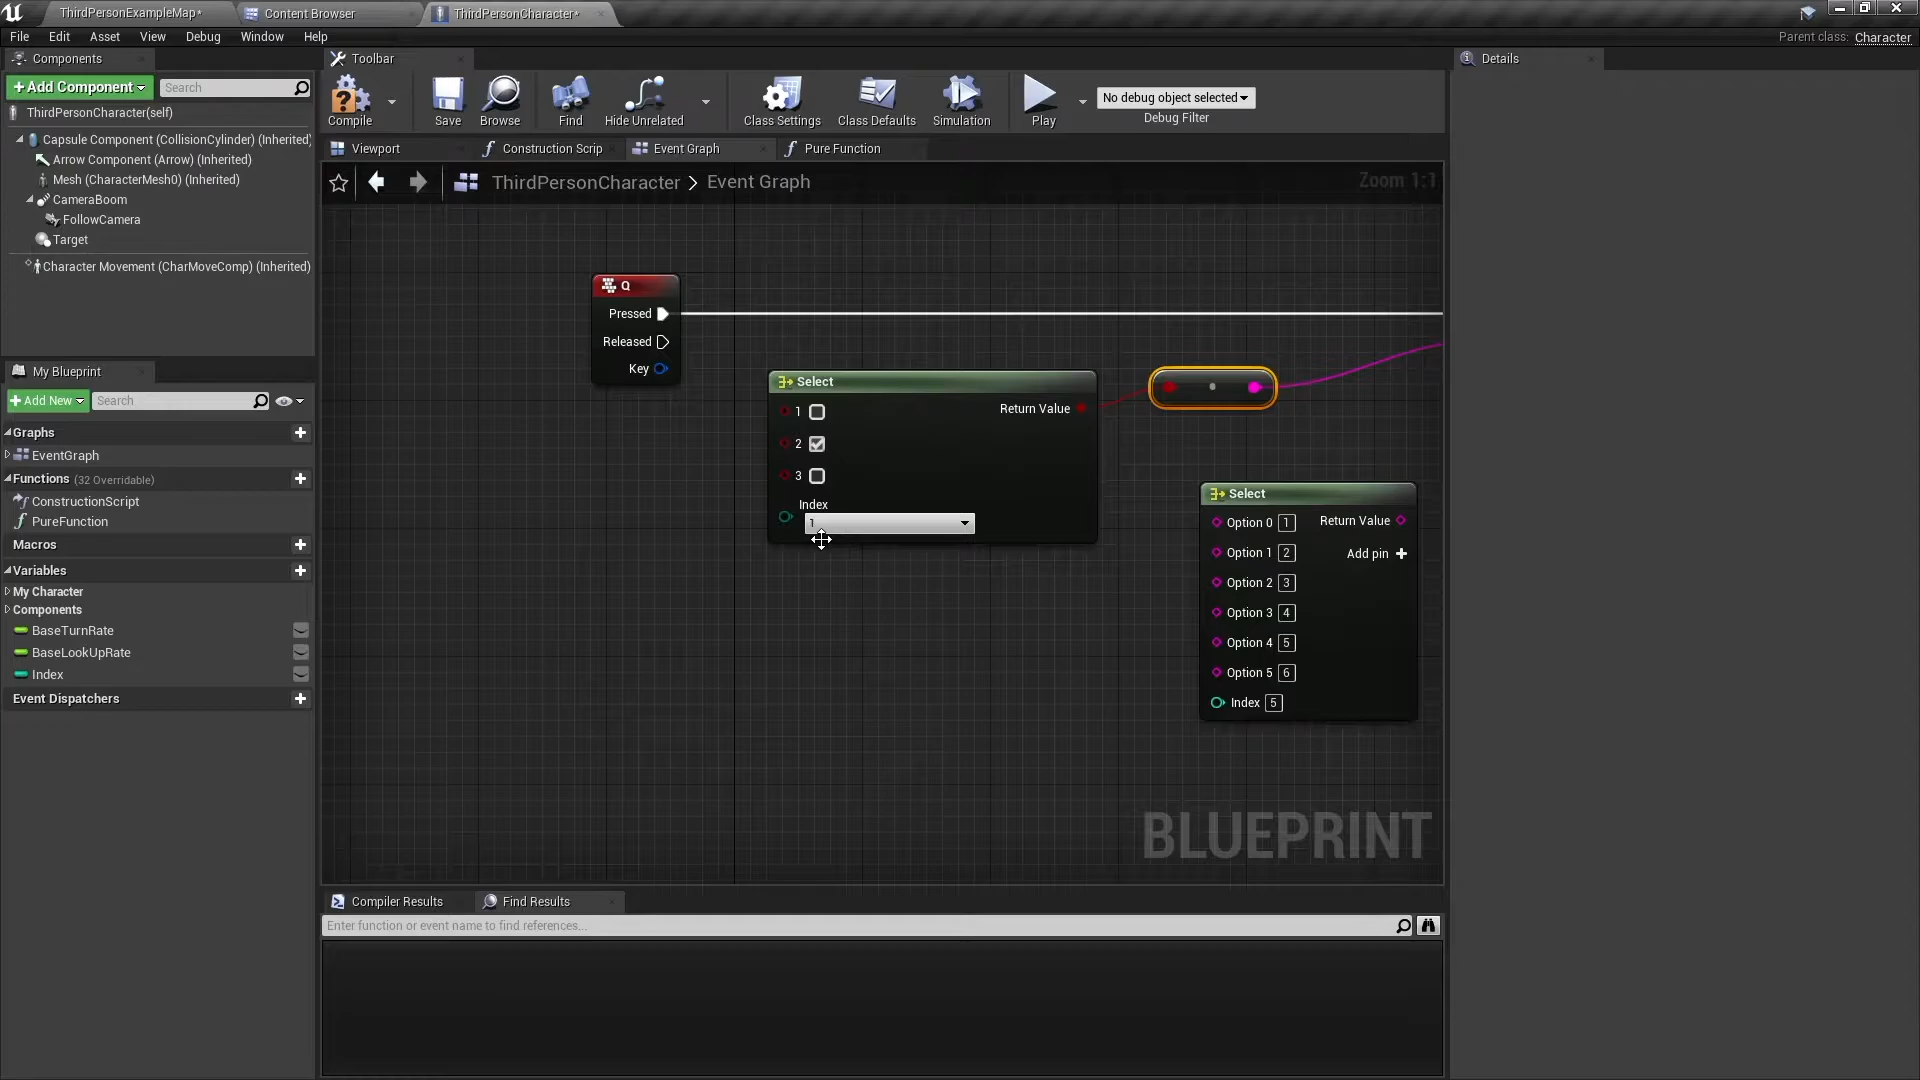 ThirdPersonExampleMap*
Content Browser
ThirdPersonCharacter*
File Edit Asset View Debug Window Help
Parent class: Character
Components
+Add Component
Search
ThirdPersonCharacter(self)
Capsule Component (CollisionCylinder) (Inherited)
Arrow Component (Arrow) (Inherited)
Mesh (CharacterMesh0) (Inherited)
CameraBoom
FollowCamera
Target
Character Movement (CharMoveComp) (Inherited)
My Blueprint
+Add New
Search
Graphs
EventGraph
Functions (32 Overridable)
ConstructionScript
PureFunction
Macros
Variables
My Character
Components
BaseTurnRate
BaseLookUpRate
Index
Event Dispatchers
Toolbar
Compile
Save
Browse
Find
Hide Unrelated
Class Settings
Class Defaults
Simulation
Play
No debug object selected
Debug Filter
Viewport
Construction Scrip
Event Graph
Pure Function
ThirdPersonCharacter > Event Graph
Zoom 1:1
Q
Pressed
Released
Key
Select
1
Return Value
2
3
Index
1
Select
Option 0 1 Return Value
Option 1 2 Add pin +
Option 2 3
Option 3 4
Option 4 5
Option 5 6
Index 5
BLUEPRINT
Compiler Results
Find Results
Enter function or event name to find references...
Details